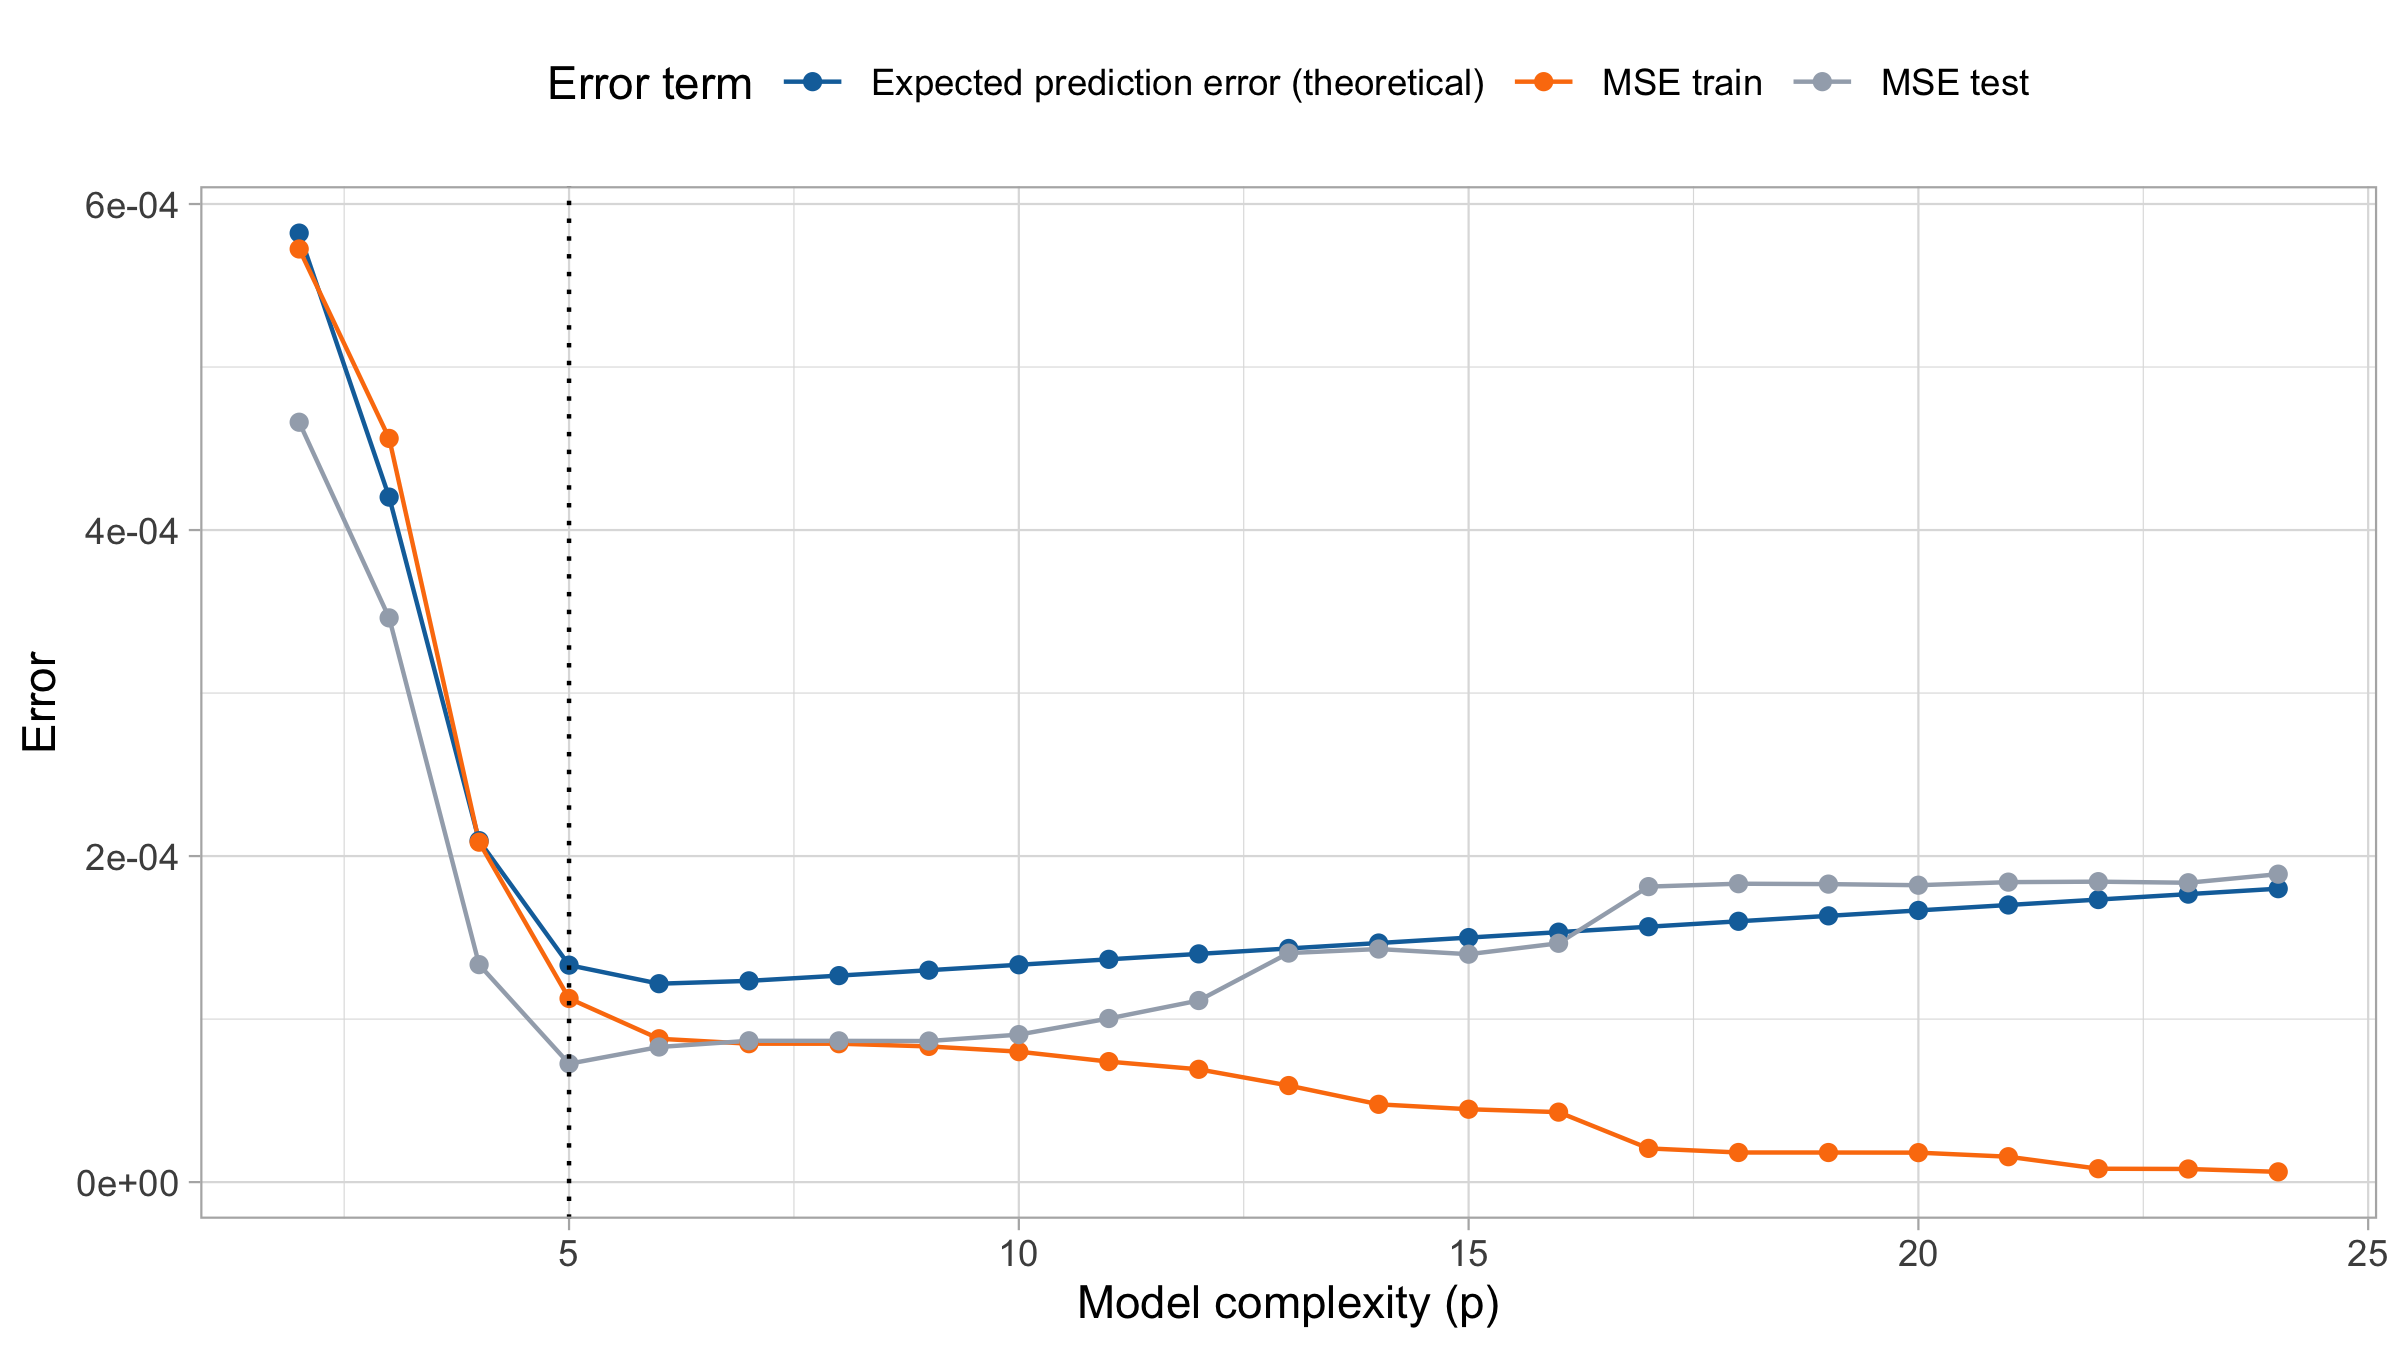 Error term Expected prediction error (theoretical) MSE train MSE test
6e-04
4e-04
2e-04
0e+00
Error
5 10 15 20 25
Model complexity (p)